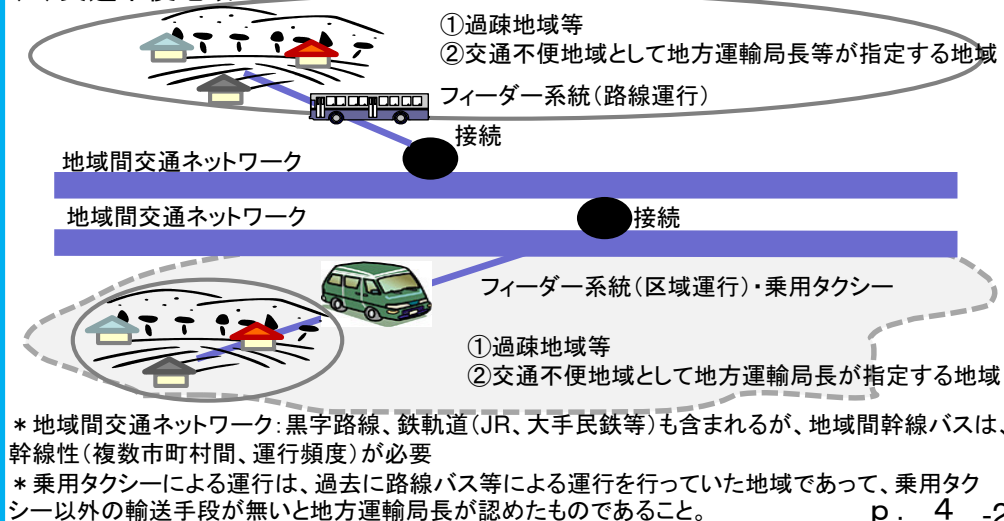 ①過疎地域等
②交通不便地域として地方運輸局長等が指定する地域
フィーダー系統(路線運行)
接続
地域間交通ネットワーク
地域間交通ネットワーク
接続
フィーダー系統(区域運行)・乗用タクシー
①過疎地域等
②交通不便地域として地方運輸局長が指定する地域
＊地域間交通ネットワーク:黒字路線、鉄軌道(JR、大手民鉄等)も含まれるが、地域間幹線バスは、
幹線性(複数市町村間、運行頻度)が必要
＊乗用タクシーによる運行は、過去に路線バス等による運行を行っていた地域であって、乗用タク
シー以外の輸送手段が無いと地方運輸局長が認めたものであること。
p. 4 -2